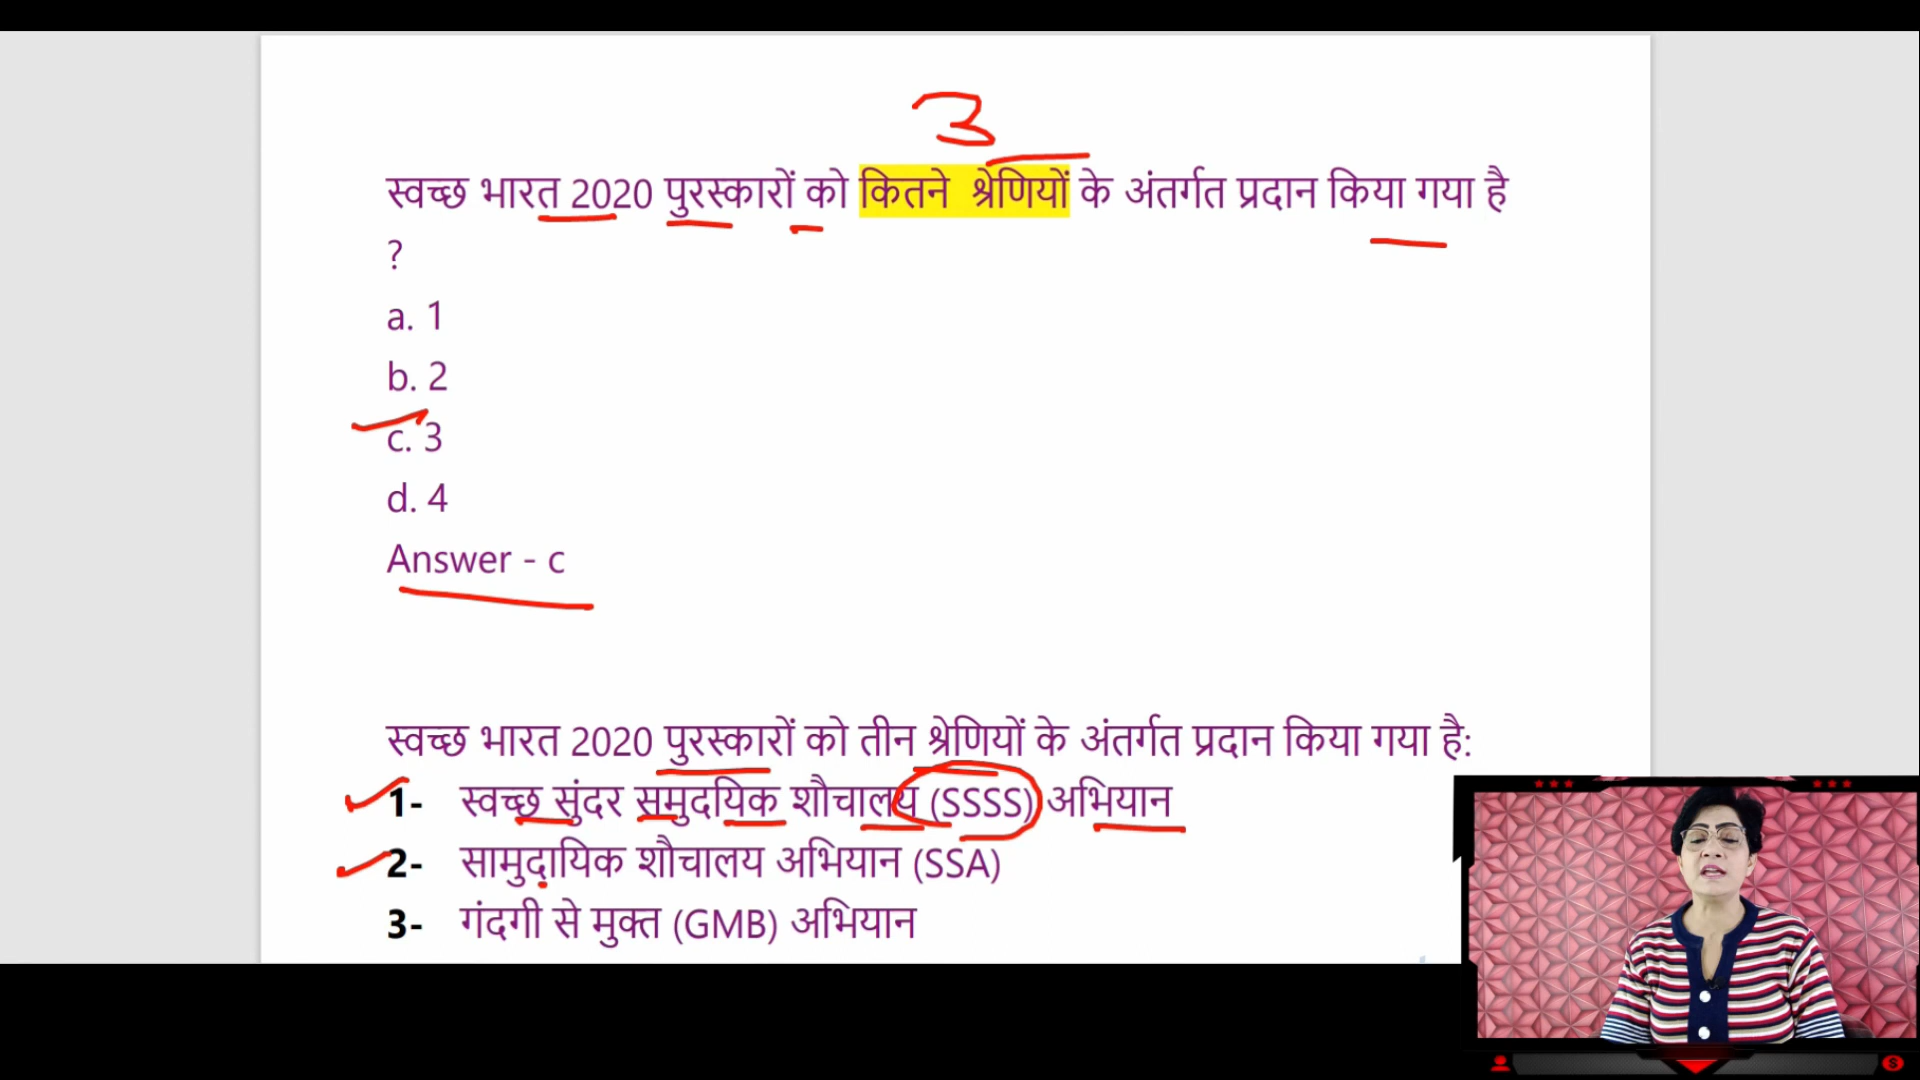 3
स्वच्छ भारत 2020 पुरस्कारों को कितने श्रेणियों के अंतर्गत प्रदान किया गया है
?
a. 1
b. 2
c. 3
d. 4
Answer - c
स्वच्छ भारत 2020 पुरस्कारों को तीन श्रेणियों के अंतर्गत प्रदान किया गया है:
1- स्वच्छ सुंदर समुदयिक शौचालय (SSSS) अभियान
2- सामुदायिक शौचालय अभियान (SSA)
3- गंदगी से मुक्त (GMB) अभियान